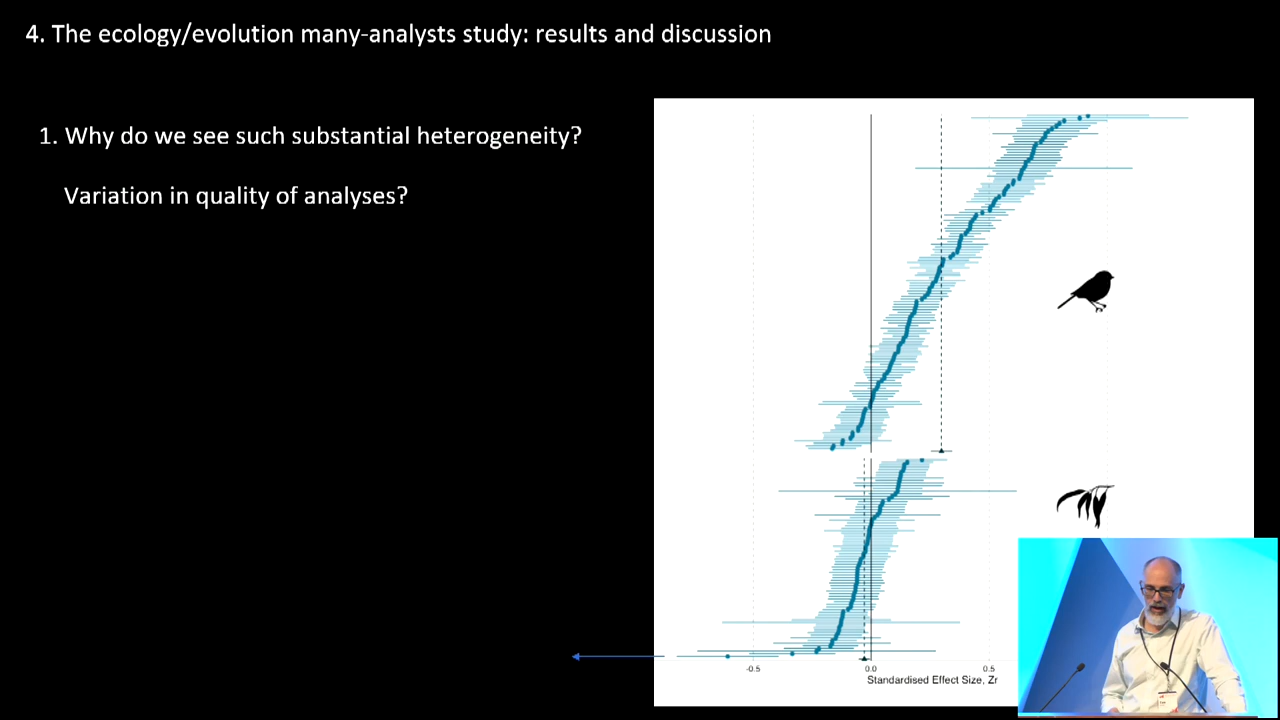 4. The ecology/evolution many-analysts study: results and discussion
1. Why do we see such substantial heterogeneity?
Variation in quality of analyses?
-0.5 0.0 0.5
Standardised Effect Size, Zr